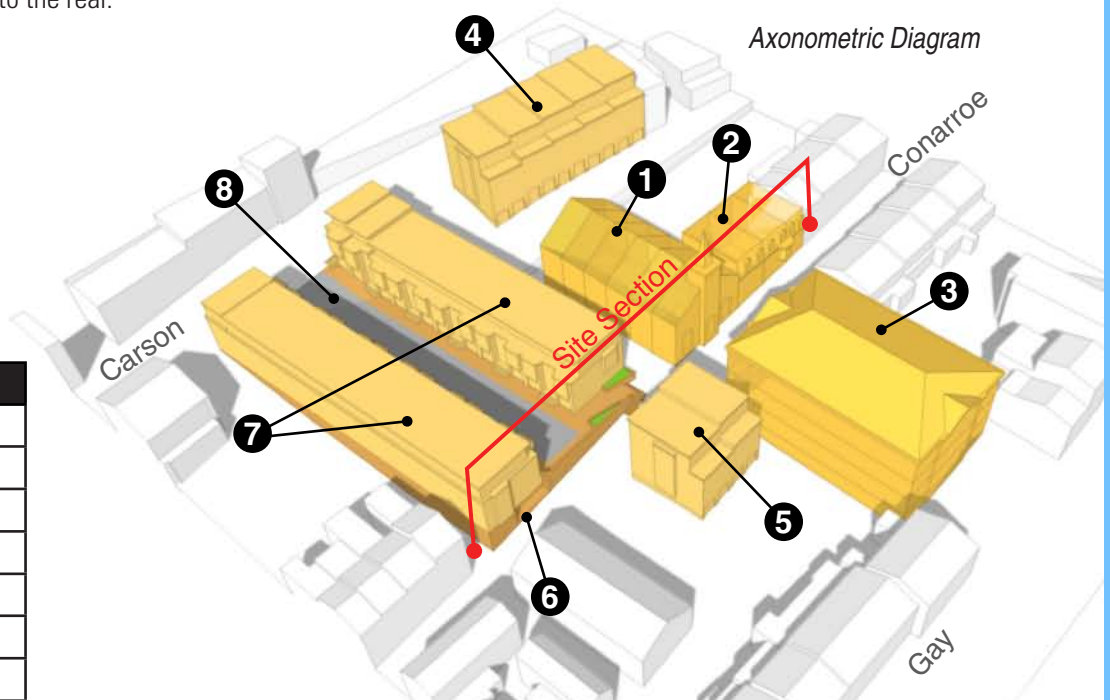 to the rear.
Axonometric Diagram
4
Conarroe
2
1
8
3
Site Section
Carson
7
5
6
Gay